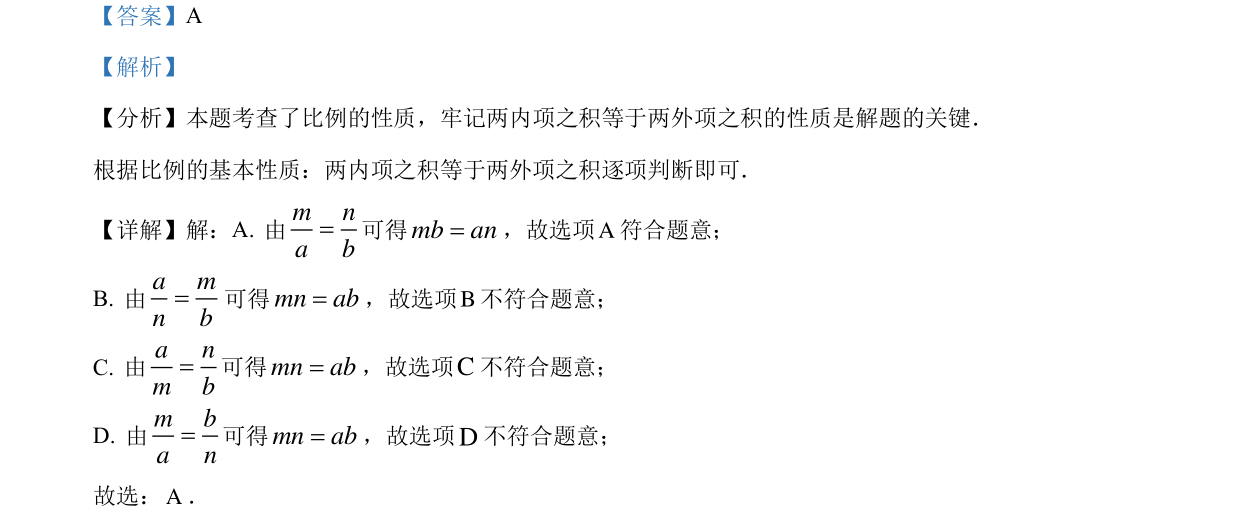 【答案】A
【解析】
【分析】本题考查了比例的性质，牢记两内项之积等于两外项之积的性质是解题的关键．
根据比例的基本性质：两内项之积等于两外项之积逐项判断即可．
【详解】解：A. 由 m/a = n/b 可得 mb = an，故选项 A 符合题意；
B. 由 a/n = m/b 可得 mn = ab，故选项 B 不符合题意；
C. 由 a/m = n/b 可得 mn = ab，故选项 C 不符合题意；
D. 由 m/a = b/n 可得 mn = ab，故选项 D 不符合题意；
故选：A．